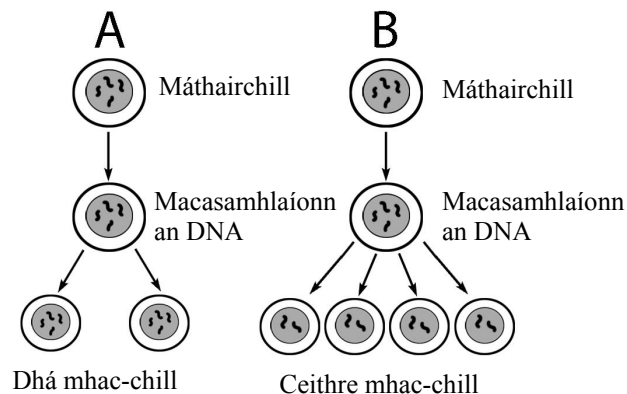 A
B
Máthairchill
Máthairchill
Macasamhlaíonn
an DNA
Macasamhlaíonn
an DNA
Dhá mhac-chill
Ceithre mhac-chill